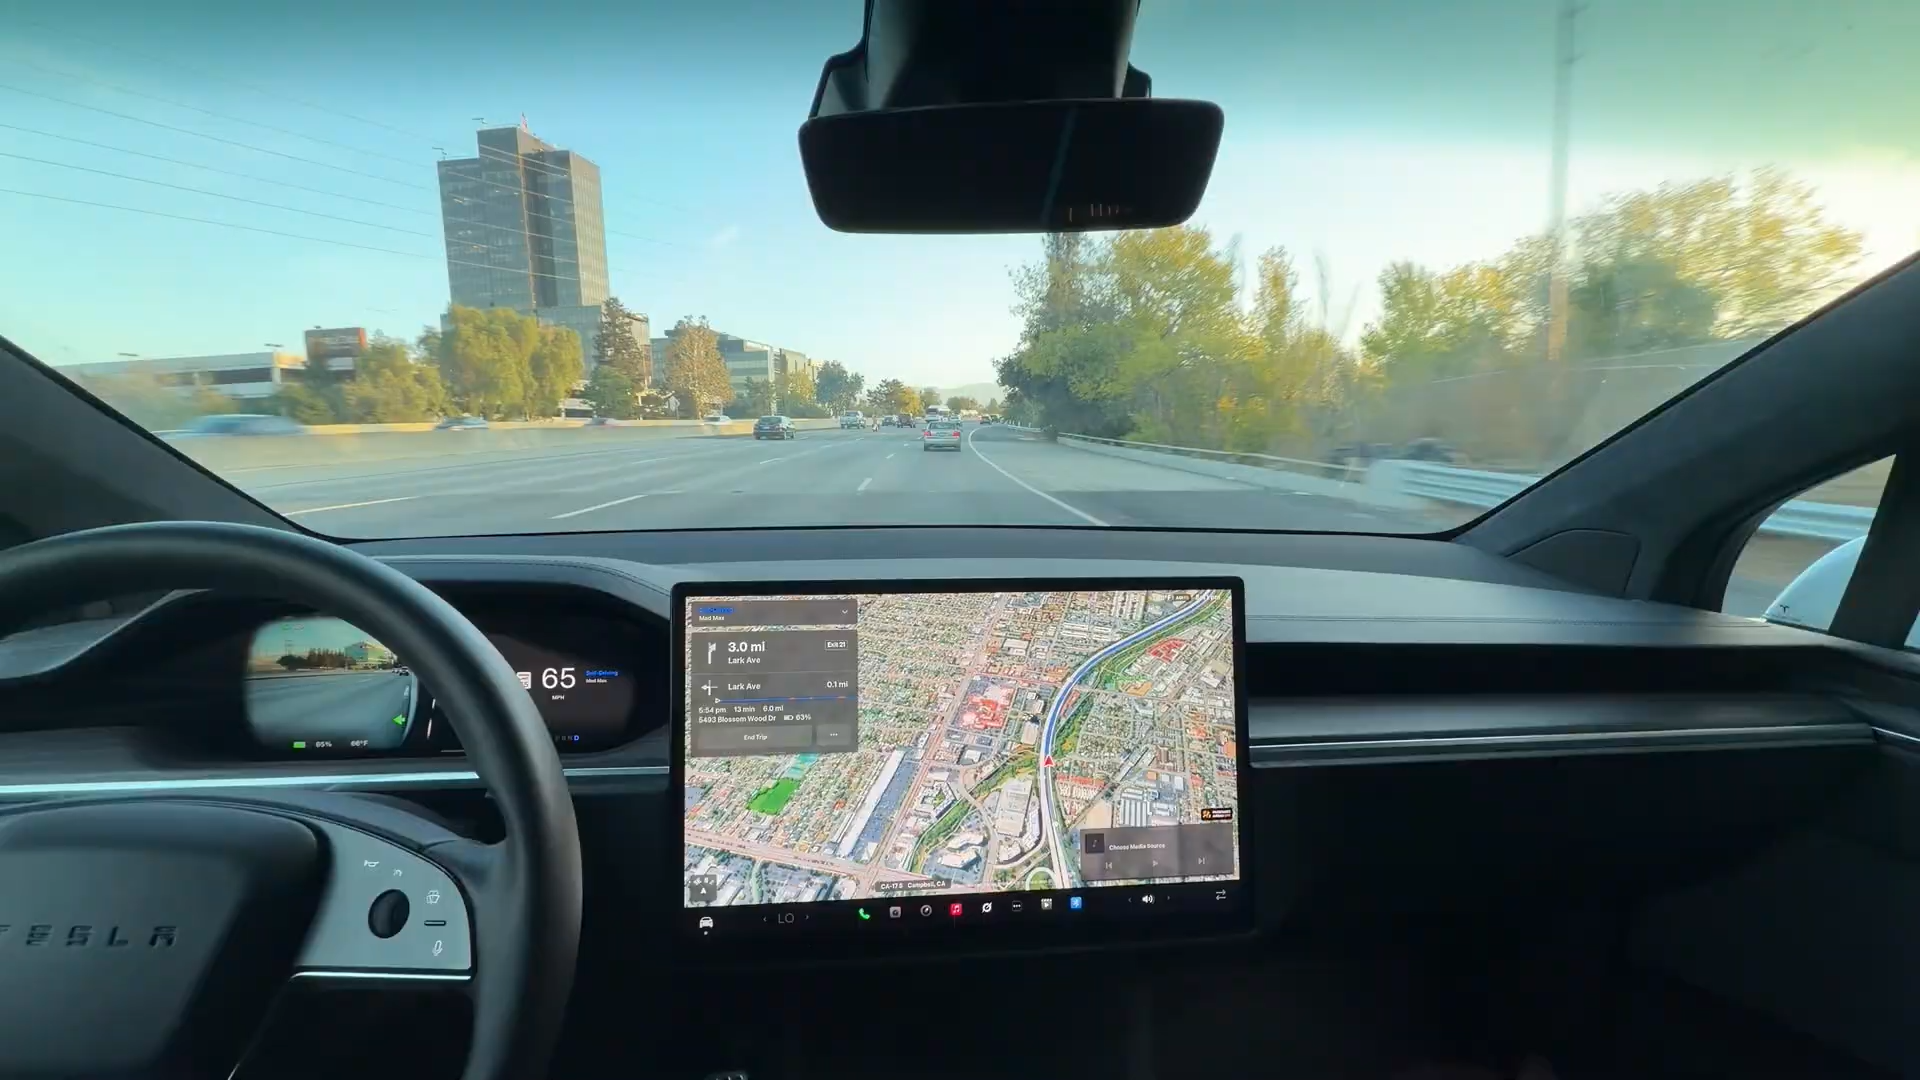 Mad Max
3.0 mi
Exit 21
Lark Ave
Lark Ave
0.1 mi
5:54 pm 13 min 6.0 mi
5493 Blossom Wood Dr 63%
End Trip
65
MPH
Self-Driving
Mad Max
65% 66°F
D
Choose Media Source
CA-17 S Campbell, CA
LO
TESLA